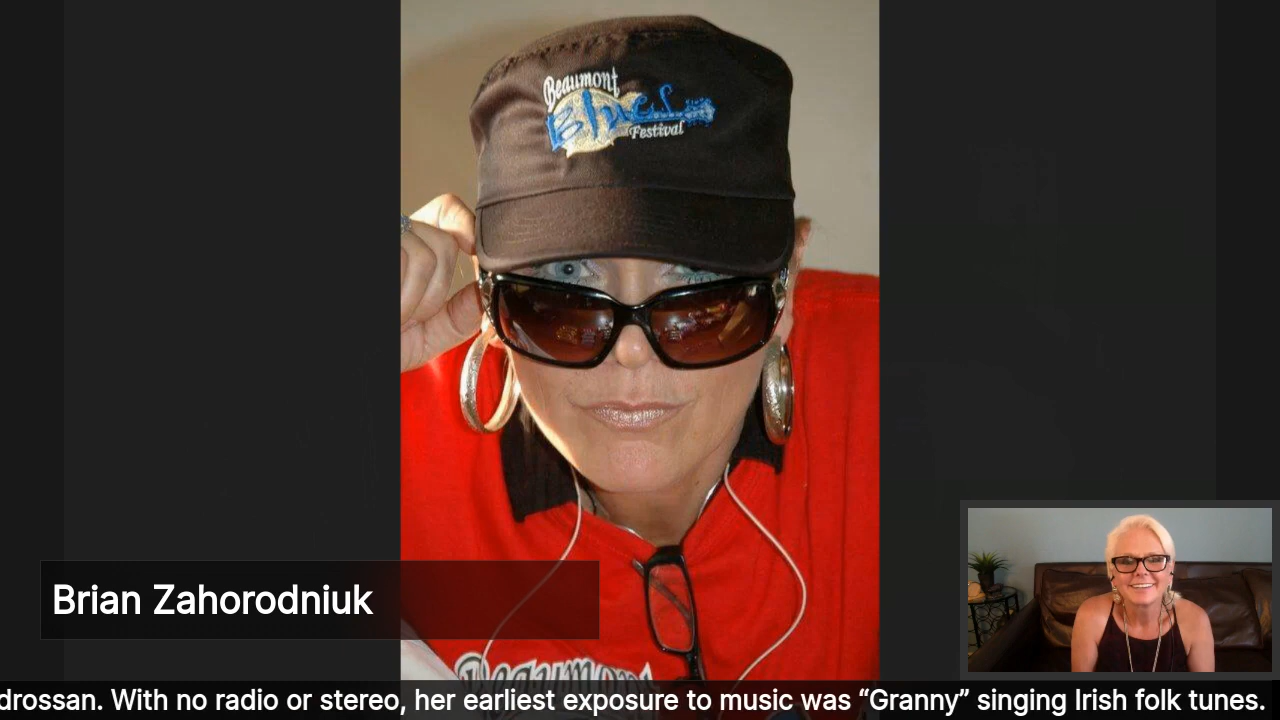 Beaumont
Blues
Festival
Brian Zahorodniuk
Beaumont
drossan. With no radio or stereo, her earliest exposure to music was “Granny” singing Irish folk tunes.